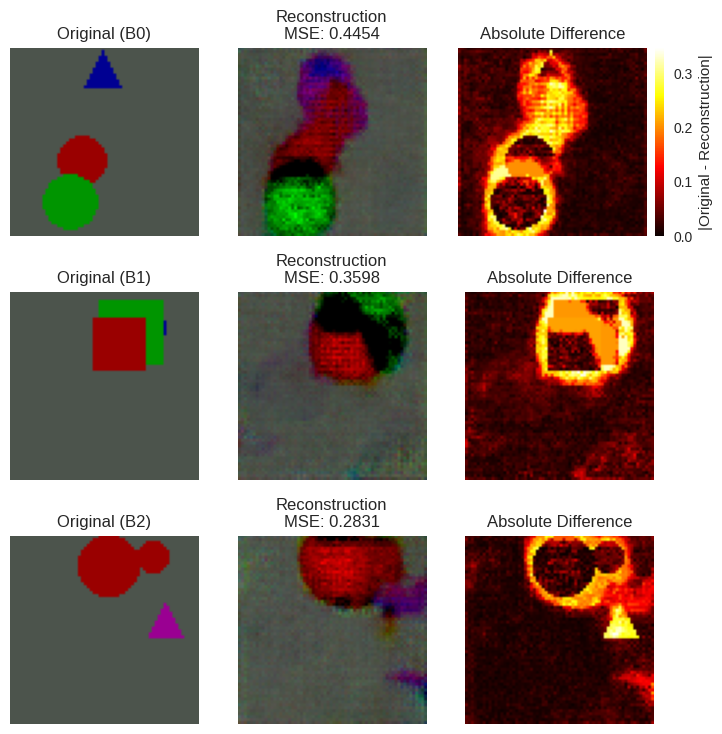 Original (B0)
Reconstruction
MSE: 0.4454
Absolute Difference
0.3
0.2
0.1
0.0
|Original - Reconstruction|
Original (B1)
Reconstruction
MSE: 0.3598
Absolute Difference
Original (B2)
Reconstruction
MSE: 0.2831
Absolute Difference